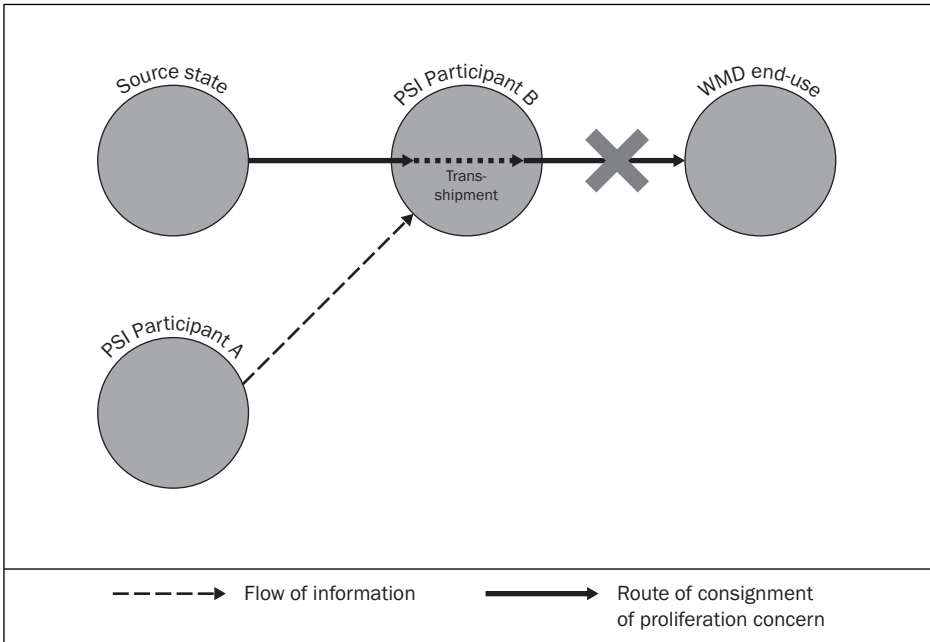 Source state
PSI Participant B
WMD end-use
Trans-
shipment
PSI Participant A
Flow of information
Route of consignment
of proliferation concern